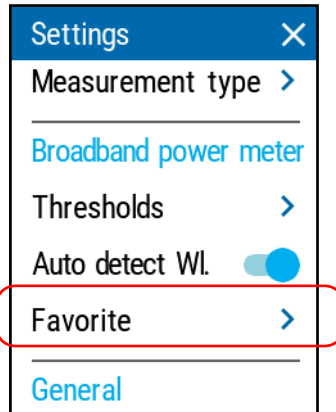 Settings
Measurement type
Broadband power meter
Thresholds
Auto detect Wl.
Favorite
General